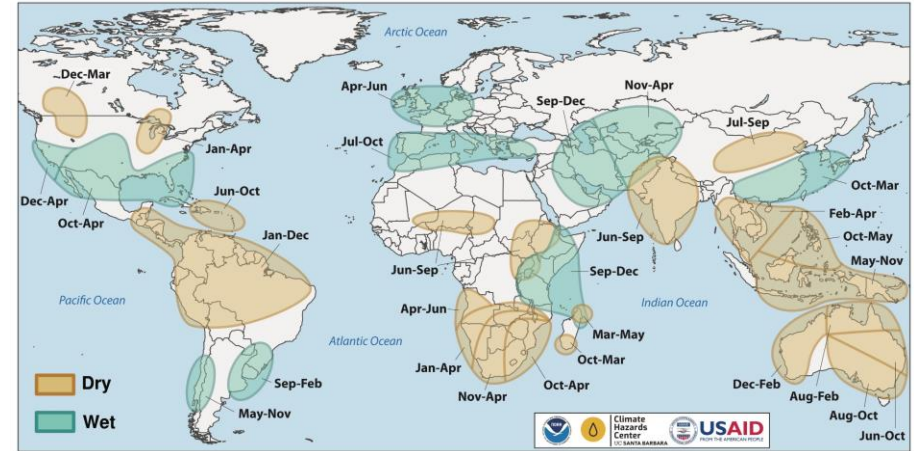 Arctic Ocean
Dec-Mar
Apr-Jun
Sep-Dec
Nov-Apr
Jul-Sep
Jan-Apr
Jul-Oct
Dec-Apr
Oct-Apr
Jun-Oct
Oct-Mar
Feb-Apr
Jan-Dec
Jun-Sep
Jun-Sep
Oct-May
Sep-Dec
May-Nov
Pacific Ocean
Apr-Jun
Indian Ocean
Mar-May
Atlantic Ocean
Oct-Mar
Jan-Apr
Nov-Apr
Oct-Apr
Sep-Feb
May-Nov
Dec-Feb
Aug-Feb
Aug-Oct
Jun-Oct
Dry
Wet
Climate
Hazards
Center
UC SANTA BARBARA
USAID
FROM THE AMERICAN PEOPLE